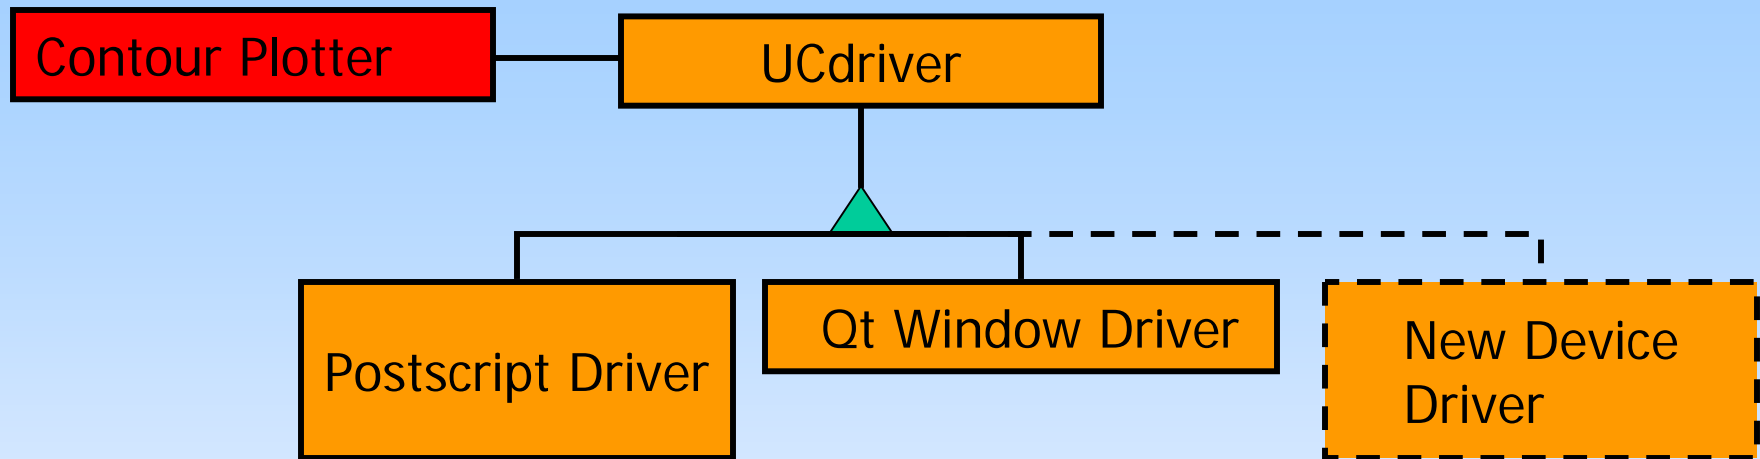 Contour Plotter
UCdriver
Postscript Driver
Qt Window Driver
New Device
Driver